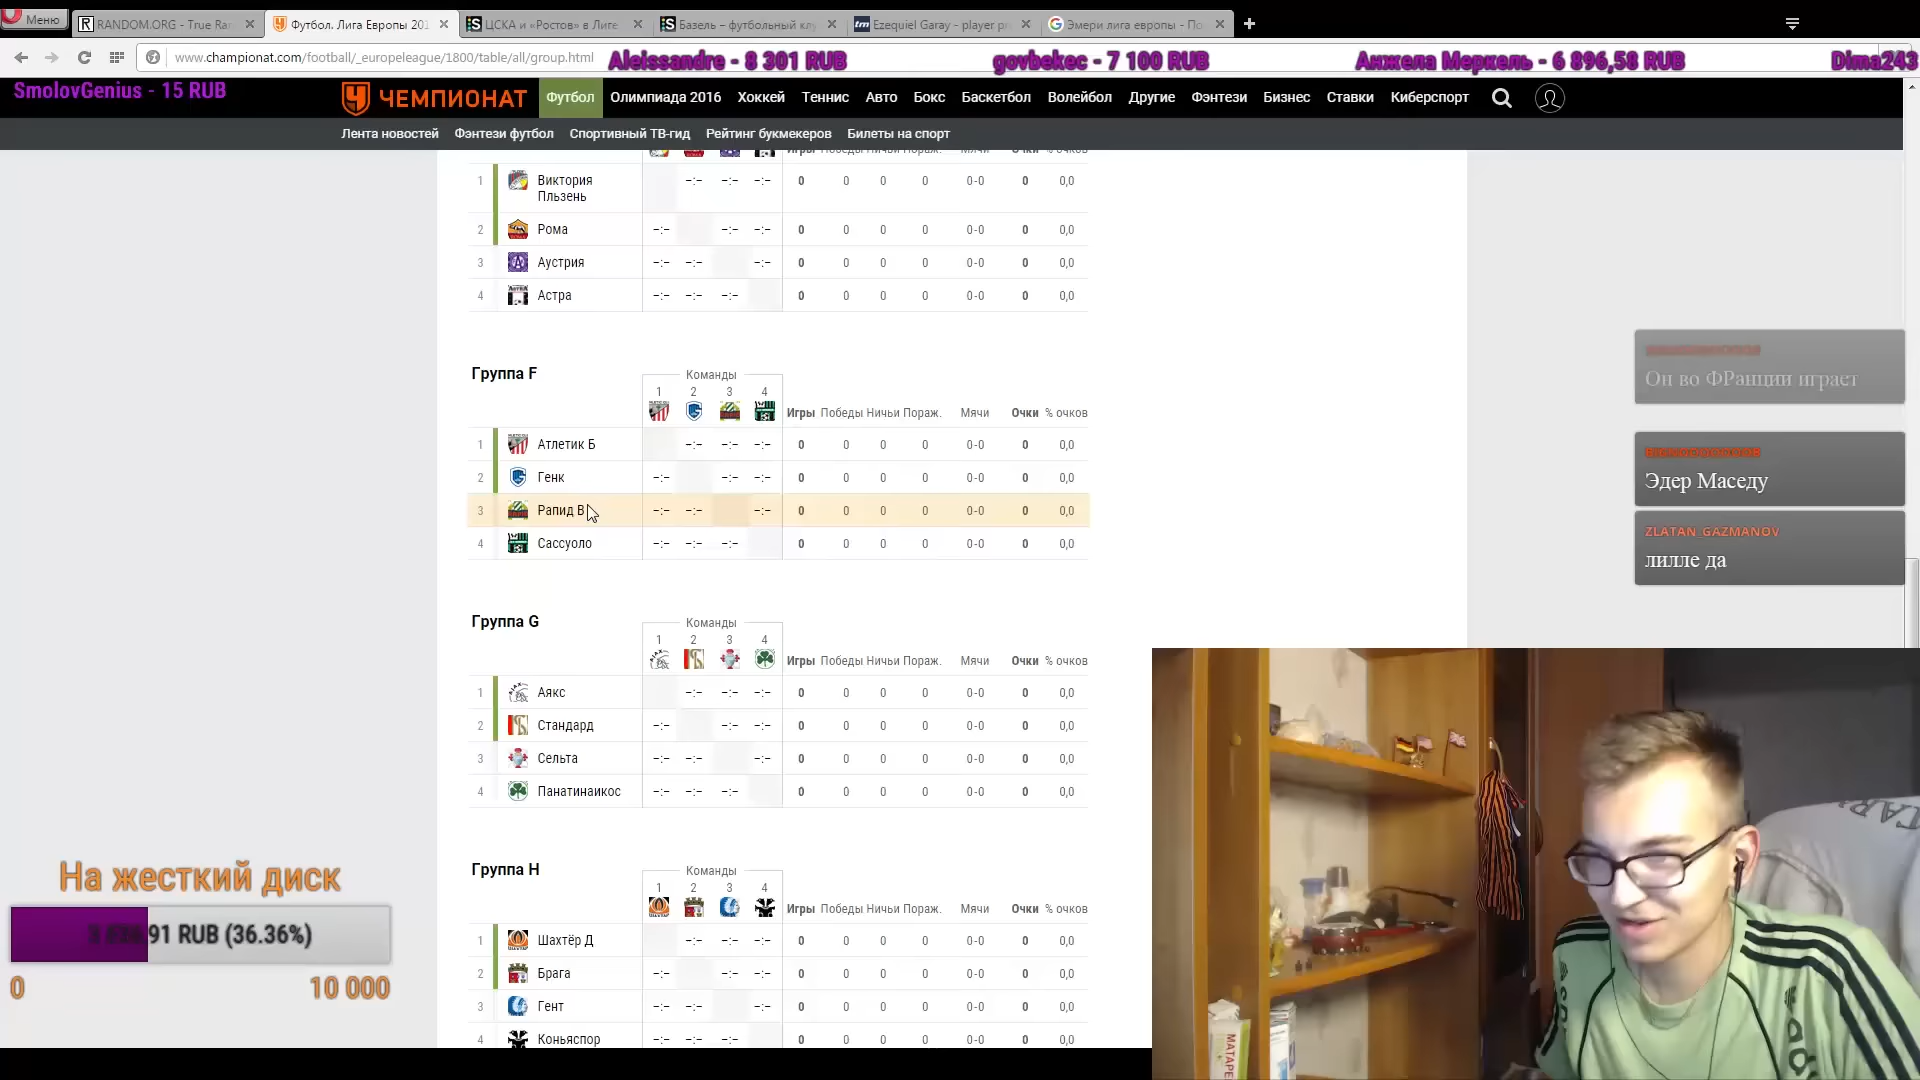 Меню
RANDOM.ORG - True Ran
Футбол. Лига Европы 201
ЦСКА и «Ростов» в Лиге
Базель – футбольный клу
Ezequiel Garay - player pr
Эмери лига европы - По
www.championat.com/football/_europeleague/1800/table/all/group.html
Aleissandre - 8 301 RUB
govbekec - 7 100 RUB
Анжела Меркель - 6 896,58 RUB
Dima243
SmolovGenius - 15 RUB
ЧЕМПИОНАТ
Футбол Олимпиада 2016 Хоккей Теннис Авто Бокс Баскетбол Волейбол Другие Фэнтези Бизнес Ставки Киберспорт
Лента новостей Фэнтези футбол Спортивный ТВ-гид Рейтинг букмекеров Билеты на спорт
Игры Победы Ничьи Пораж. Мячи Очки % очков
1 Виктория Пльзень -:- -:- -:- 0 0 0 0 0-0 0 0,0
2 Рома -:- -:- -:- 0 0 0 0 0-0 0 0,0
3 Аустрия -:- -:- -:- 0 0 0 0 0-0 0 0,0
4 Астра -:- -:- -:- 0 0 0 0 0-0 0 0,0
Группа F
Команды
1 2 3 4
Игры Победы Ничьи Пораж. Мячи Очки % очков
1 Атлетик Б -:- -:- -:- 0 0 0 0 0-0 0 0,0
2 Генк -:- -:- -:- 0 0 0 0 0-0 0 0,0
3 Рапид В -:- -:- -:- 0 0 0 0 0-0 0 0,0
4 Сассуоло -:- -:- -:- 0 0 0 0 0-0 0 0,0
Группа G
Команды
1 2 3 4
Игры Победы Ничьи Пораж. Мячи Очки % очков
1 Аякс -:- -:- -:- 0 0 0 0 0-0 0 0,0
2 Стандард -:- -:- -:- 0 0 0 0 0-0 0 0,0
3 Сельта -:- -:- -:- 0 0 0 0 0-0 0 0,0
4 Панатинаикос -:- -:- -:- 0 0 0 0 0-0 0 0,0
Группа H
Команды
1 2 3 4
Игры Победы Ничьи Пораж. Мячи Очки % очков
1 Шахтёр Д -:- -:- -:- 0 0 0 0 0-0 0 0,0
2 Брага -:- -:- -:- 0 0 0 0 0-0 0 0,0
3 Гент -:- -:- -:- 0 0 0 0 0-0 0 0,0
4 Коньяспор -:- -:- -:- 0 0 0 0 0-0 0 0,0
Он во ФРанции играет
Эдер Маседу
ZLATAN_GAZMANOV
лилле да
На жесткий диск
91 RUB (36.36%)
0
10 000